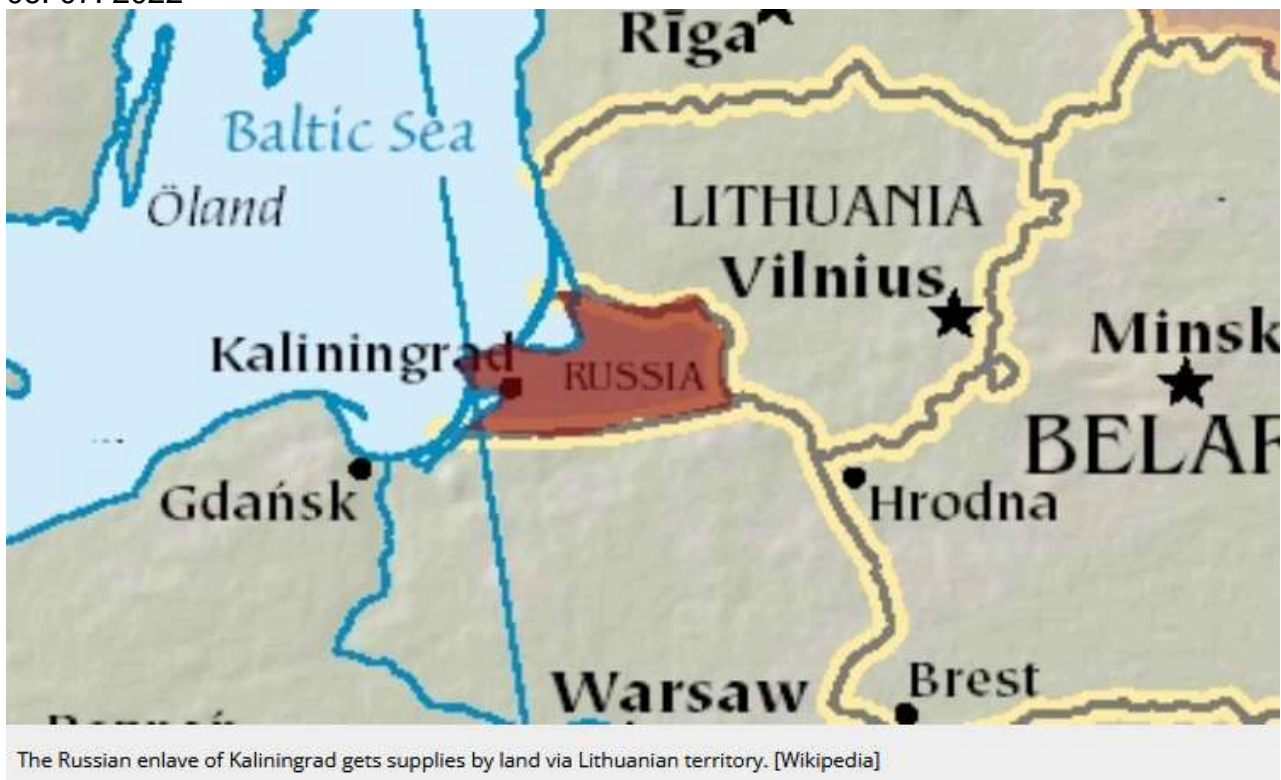 Rīga
Baltic Sea
Öland
LITHUANIA
Vilnius
Minsk
Kaliningrad
RUSSIA
BELAR
Gdańsk
Hrodna
Warsaw
Brest
The Russian enlave of Kaliningrad gets supplies by land via Lithuanian territory. [Wikipedia]